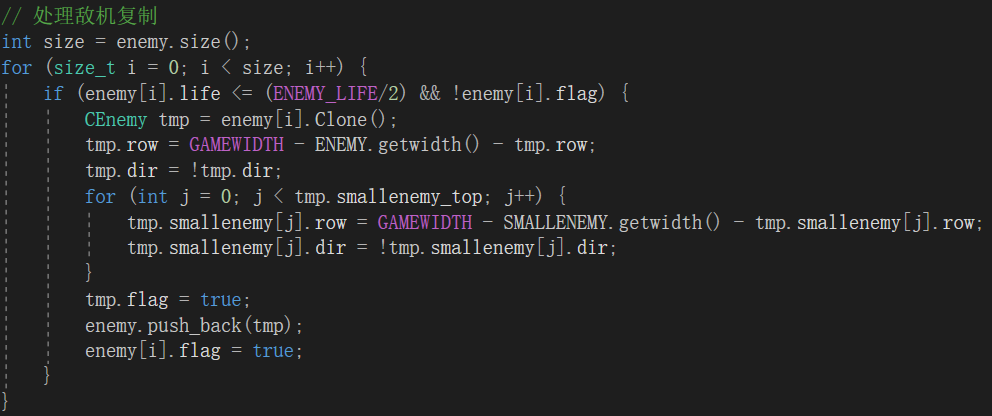 // 处理敌机复制
int size = enemy.size();
for (size_t i = 0; i < size; i++) {
if (enemy[i].life <= (ENEMY_LIFE/2) && !enemy[i].flag) {
CEnemy tmp = enemy[i].Clone();
tmp.row = GAMEWIDTH - ENEMY.getwidth() - tmp.row;
tmp.dir = !tmp.dir;
for (int j = 0; j < tmp.smallenemy_top; j++) {
tmp.smallenemy[j].row = GAMEWIDTH - SMALLENEMY.getwidth() - tmp.smallenemy[j].row;
tmp.smallenemy[j].dir = !tmp.smallenemy[j].dir;
}
tmp.flag = true;
enemy.push_back(tmp);
enemy[i].flag = true;
}
}